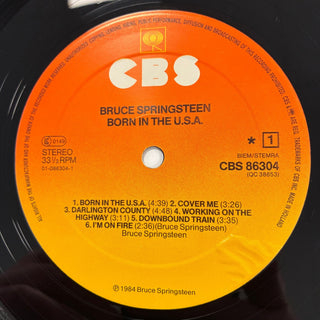 CBS
BRUCE SPRINGSTEEN
BORN IN THE U.S.A.
STEREO
33⅓ RPM
01-086304-1
* 1
BIEM/STEMRA
CBS 86304
(QC 38653)
1. BORN IN THE U.S.A. (4:39) 2. COVER ME (3:26)
3. DARLINGTON COUNTY (4:48) 4. WORKING ON THE
HIGHWAY (3:11) 5. DOWNBOUND TRAIN (3:35)
6. I'M ON FIRE (2:36)(Bruce Springsteen)
Bruce Springsteen
℗ 1984 Bruce Springsteen